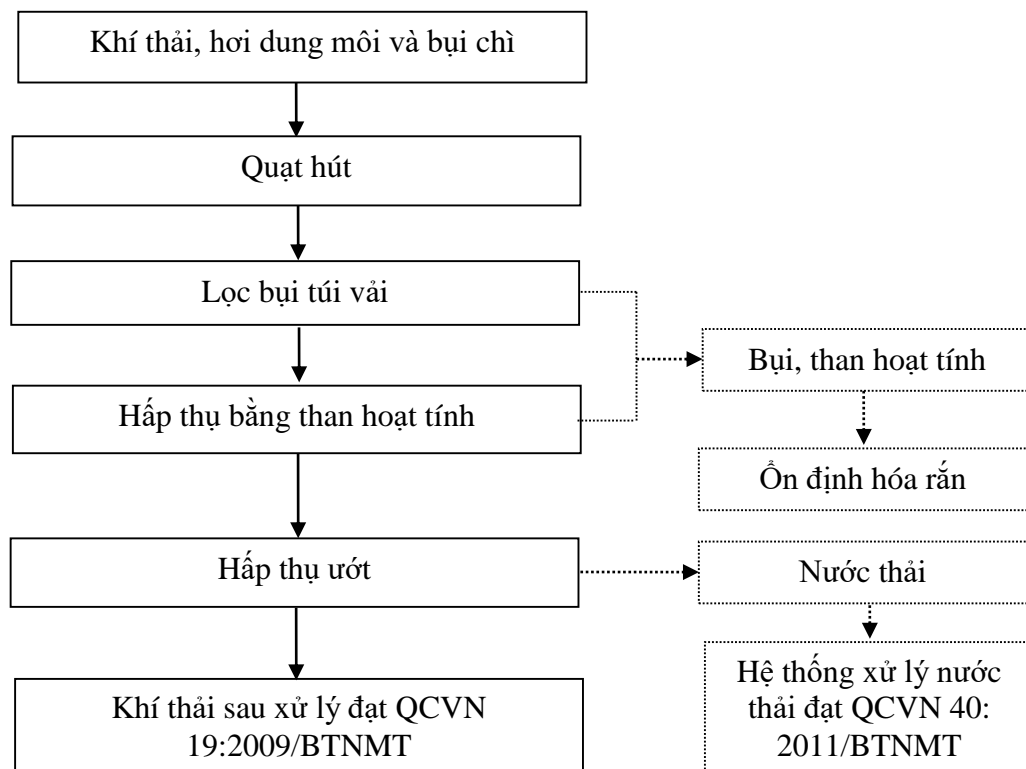 Khí thải, hơi dung môi và bụi chì
Quạt hút
Lọc bụi túi vải
Hấp thụ bằng than hoạt tính
Bụi, than hoạt tính
Ổn định hóa rắn
Hấp thụ ướt
Nước thải
Khí thải sau xử lý đạt QCVN
19:2009/BTNMT
Hệ thống xử lý nước
thải đạt QCVN 40:
2011/BTNMT